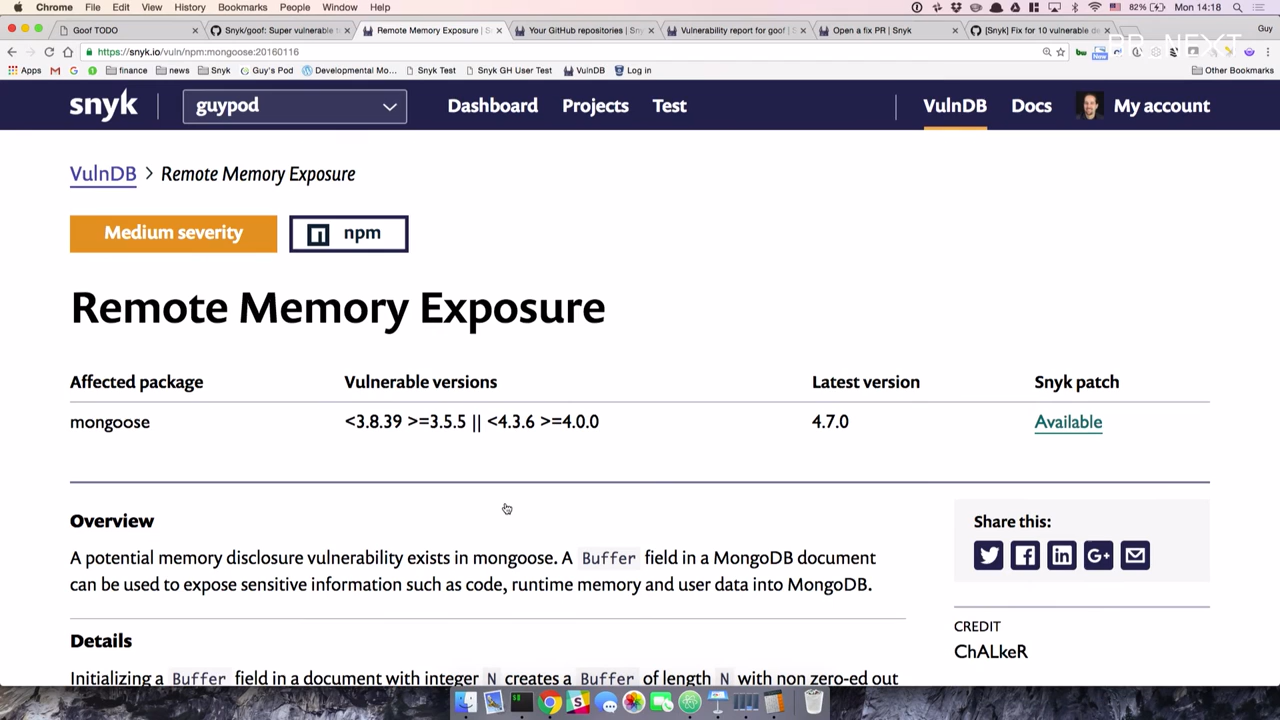 Chrome File Edit View History Bookmarks People Window Help 82% Mon 14:18 Guy
Goof TODO Snyk/goof: Super vulnerable Remote Memory Exposure | Your GitHub repositories | Sny Vulnerability report for goof | Open a fix PR | Snyk [Snyk] Fix for 10 vulnerable Guy
https://snyk.io/vuln/npm:mongoose:20160116
Apps finance news Snyk Guy's Pod Developmental Mo... Snyk Test Snyk GH User Test VulnDB Log in Other Bookmarks
snyk guypod Dashboard Projects Test VulnDB Docs My account
VulnDB > Remote Memory Exposure
Medium severity npm
Remote Memory Exposure
Affected package Vulnerable versions Latest version Snyk patch
mongoose <3.8.39 >=3.5.5 || <4.3.6 >=4.0.0 4.7.0 Available
Overview
A potential memory disclosure vulnerability exists in mongoose. A Buffer field in a MongoDB document
can be used to expose sensitive information such as code, runtime memory and user data into MongoDB.
Details
Initializing a Buffer field in a document with integer N creates a Buffer of length N with non zero-ed out
Share this:
CREDIT
ChALkeR